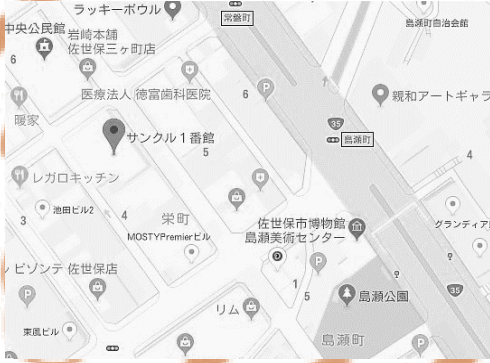 ラッキーボウル
常盤町
島瀬町自治会館
中央公民館
岩崎本舗
佐世保三ヶ町店
6
医療法人 徳富歯科医院
6
親和アートギャラ
暖家
35
サンクル1番館
島瀬町
5
4
レガロキッチン
池田ビル2
4
栄町
3
MOSTYPremierビル
佐世保市博物館
島瀬美術センター
グランディア
ビゾンテ 佐世保店
1
5
島瀬公園
35
リム
東風ビル
島瀬町